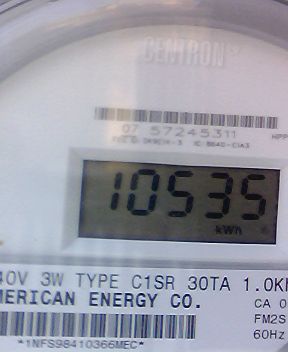 CENTRON
07 57245311
10535
kWh
40V 3W TYPE C1SR 30TA 1.0K
MERICAN ENERGY CO.
CA 0
FM2S
60Hz
*1NFS98410366MEC*